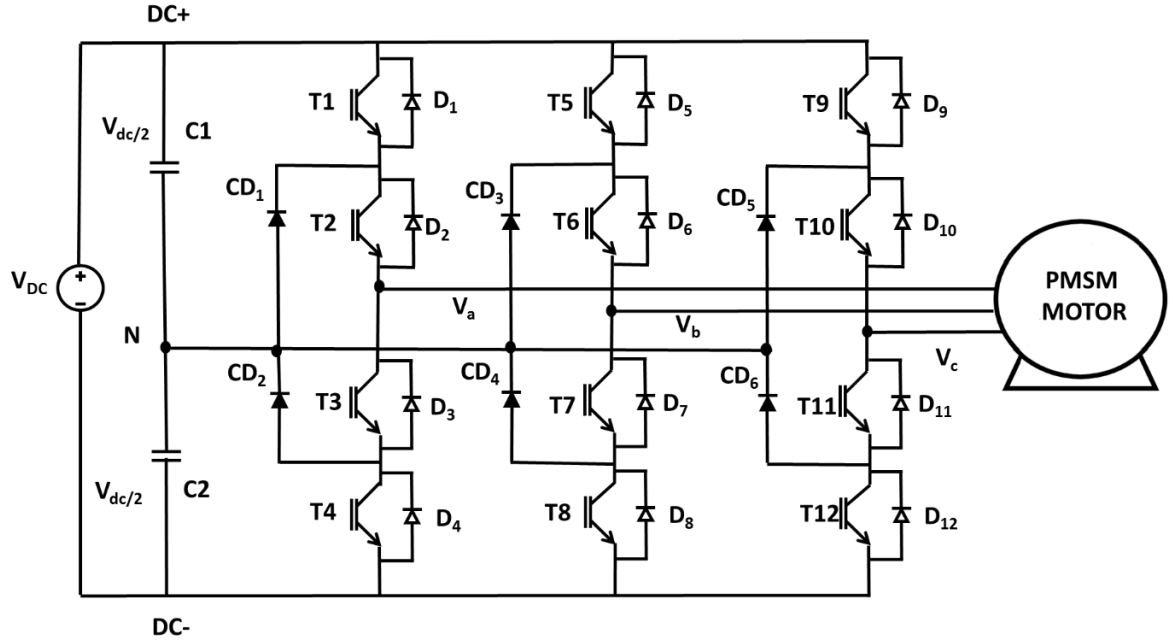 DC+
T1
D1
T5
D5
T9
D9
Vdc/2
C1
CD1
CD3
CD5
T2
D2
T6
D6
T10
D10
VDC
PMSM
MOTOR
Va
Vb
Vc
N
CD2
CD4
CD6
T3
D3
T7
D7
T11
D11
Vdc/2
C2
T4
D4
T8
D8
T12
D12
DC-